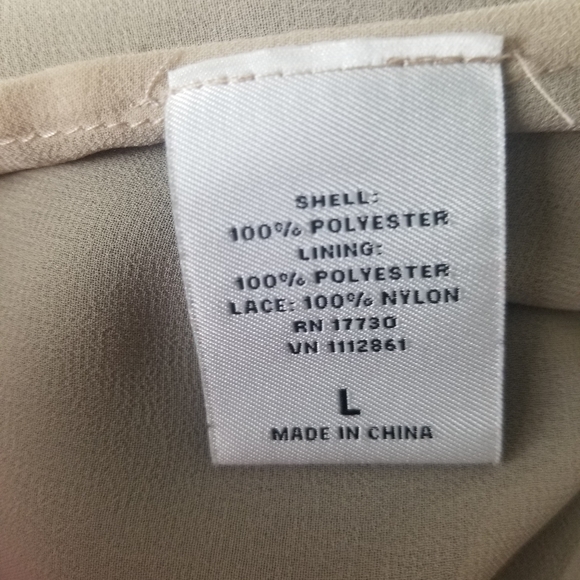 SHELL:
100% POLYESTER
LINING:
100% POLYESTER
LACE: 100% NYLON
RN 17730
VN 1112861
L
MADE IN CHINA